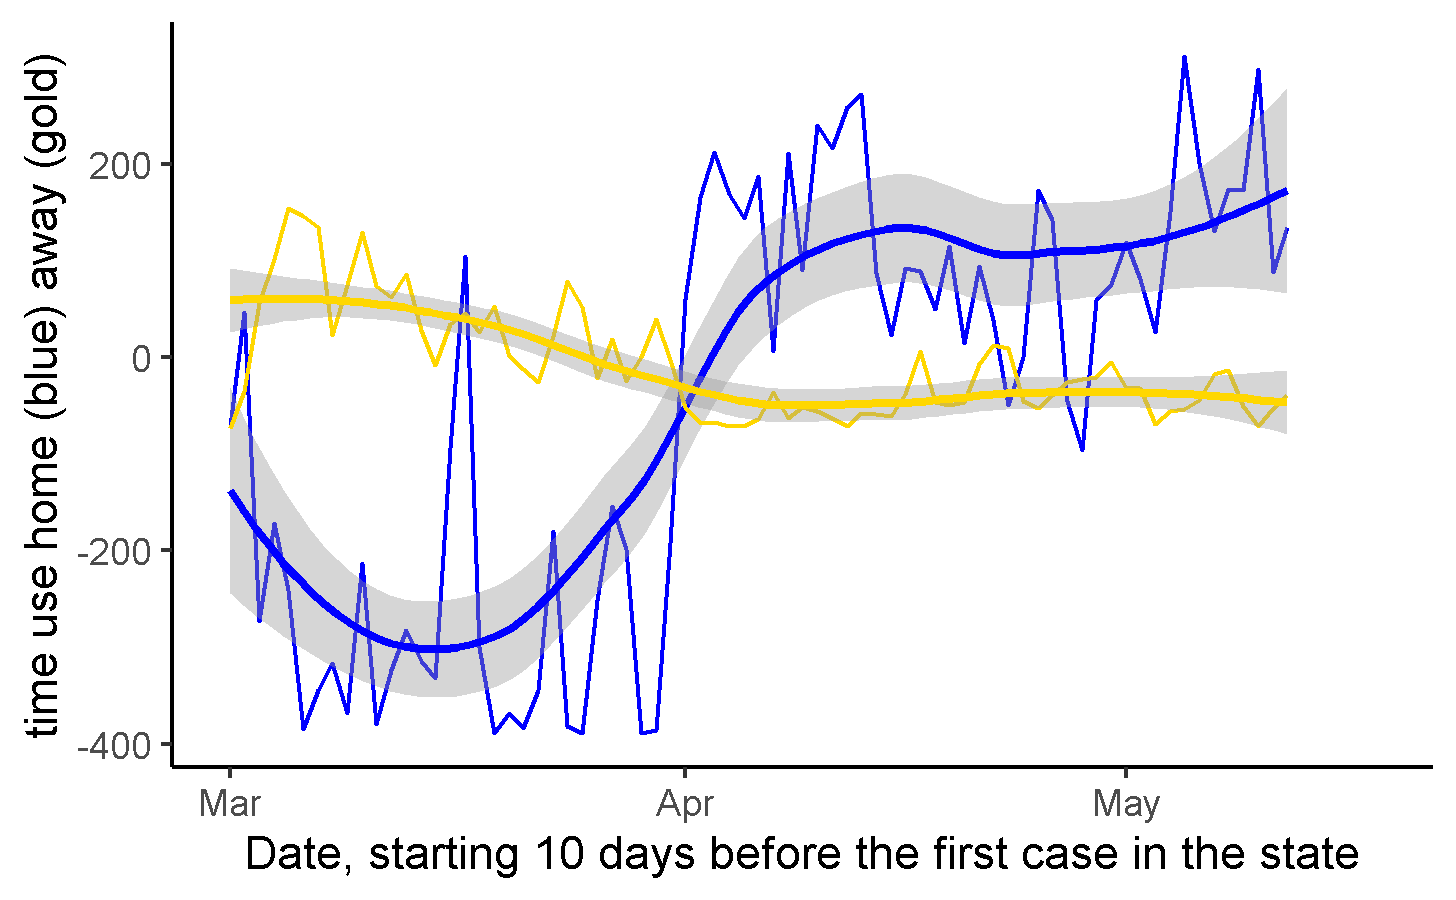 time use home (blue) away (gold)
200
0
-200
-400
Mar
Apr
May
Date, starting 10 days before the first case in the state